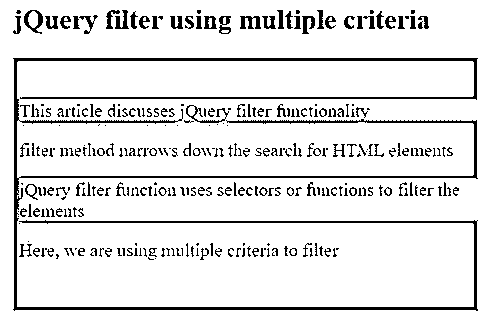 jQuery filter using multiple criteria
This article discusses jQuery filter functionality
filter method narrows down the search for HTML elements
jQuery filter function uses selectors or functions to filter the
elements
Here, we are using multiple criteria to filter